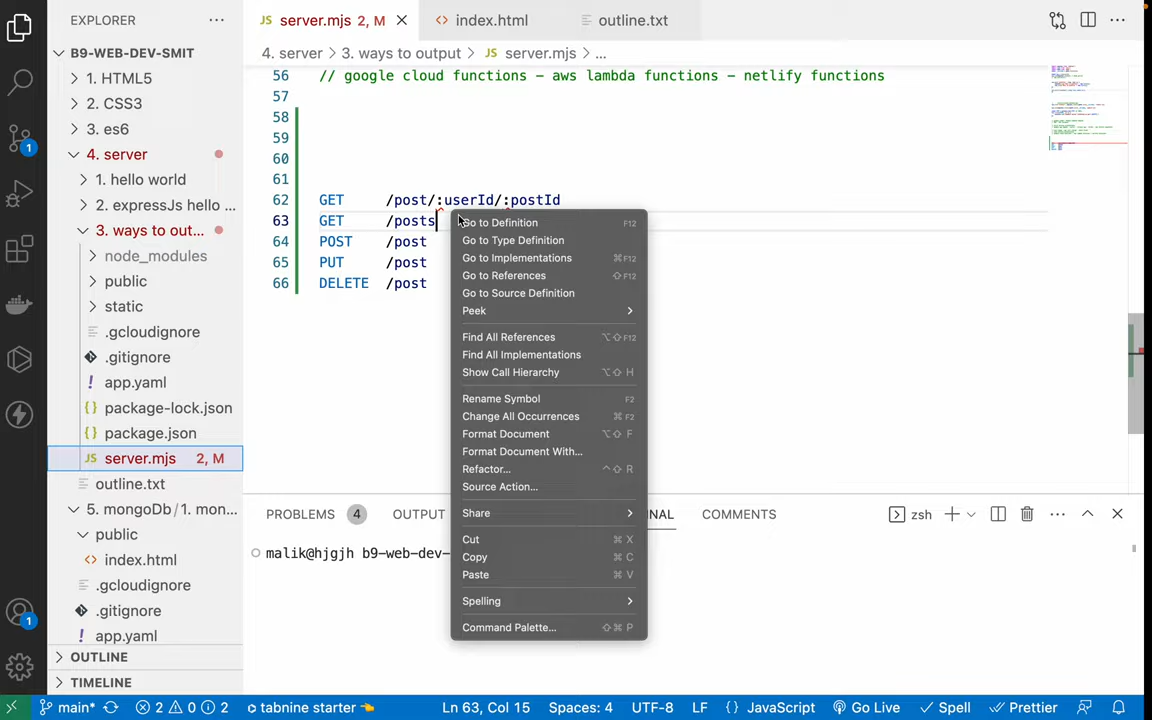 EXPLORER
B9-WEB-DEV-SMIT
1. HTML5
2. CSS3
3. es6
4. server
1. hello world
2. expressJs hello ...
3. ways to out...
node_modules
public
static
.gcloudignore
.gitignore
app.yaml
package-lock.json
package.json
JS server.mjs 2, M
outline.txt
5. mongoDb / 1. mon...
public
index.html
.gcloudignore
.gitignore
app.yaml
OUTLINE
TIMELINE
1
1
JS server.mjs 2, M
index.html
outline.txt
4. server > 3. ways to output > JS server.mjs > ...
56 // google cloud functions - aws lambda functions - netlify functions
57
58
59
60
61
62 GET /post/:userId/:postId
63 GET /posts
64 POST /post
65 PUT /post
66 DELETE /post
Go to Definition F12
Go to Type Definition
Go to Implementations ⌘F12
Go to References ⇧F12
Go to Source Definition
Peek
Find All References ⌥⇧F12
Find All Implementations
Show Call Hierarchy ⌥⇧ H
Rename Symbol F2
Change All Occurrences ⌘F2
Format Document ⌥⇧ F
Format Document With...
Refactor... ^⇧ R
Source Action...
Share
Cut ⌘ X
Copy ⌘ C
Paste ⌘ V
Spelling
Command Palette... ⇧⌘ P
PROBLEMS 4 OUTPUT NAL COMMENTS
zsh
malik@hjgjh b9-web-dev-
main* 2 0 2 tabnine starter Ln 63, Col 15 Spaces: 4 UTF-8 LF {} JavaScript Go Live Spell Prettier